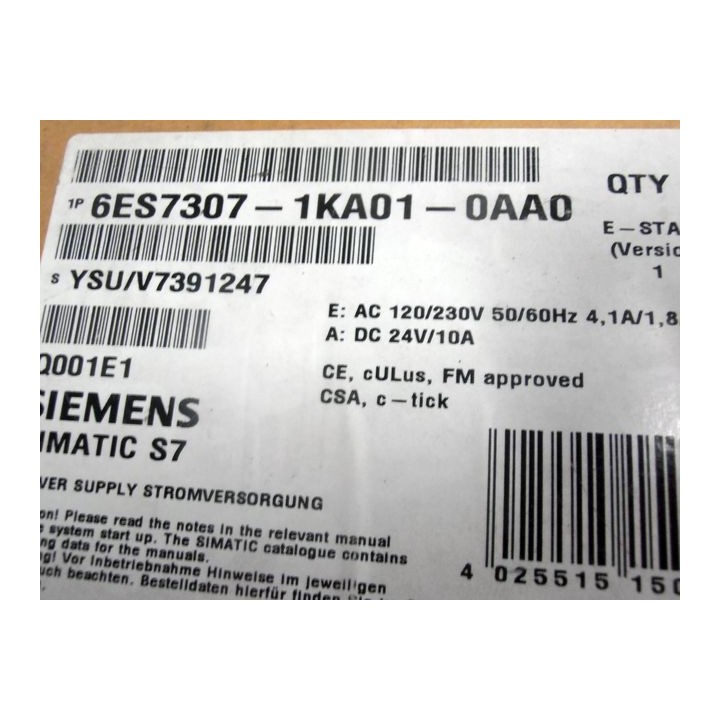 1P 6ES7307-1KA01-0AA0
QTY
E-STA
(Versio
1
S YSU/V7391247
E: AC 120/230V 50/60Hz 4,1A/1,8
A: DC 24V/10A
Q001E1
CE, cULus, FM approved
CSA, c-tick
SIEMENS
IMATIC S7
VER SUPPLY STROMVERSORGUNG
on! Please read the notes in the relevant manual
system start up. The SIMATIC catalogue contains
ng data for the manuals.
ng! Vor Inbetriebnahme Hinweise im jeweiligen
uch beachten. Bestelldaten hierfür finden
4 025515 150